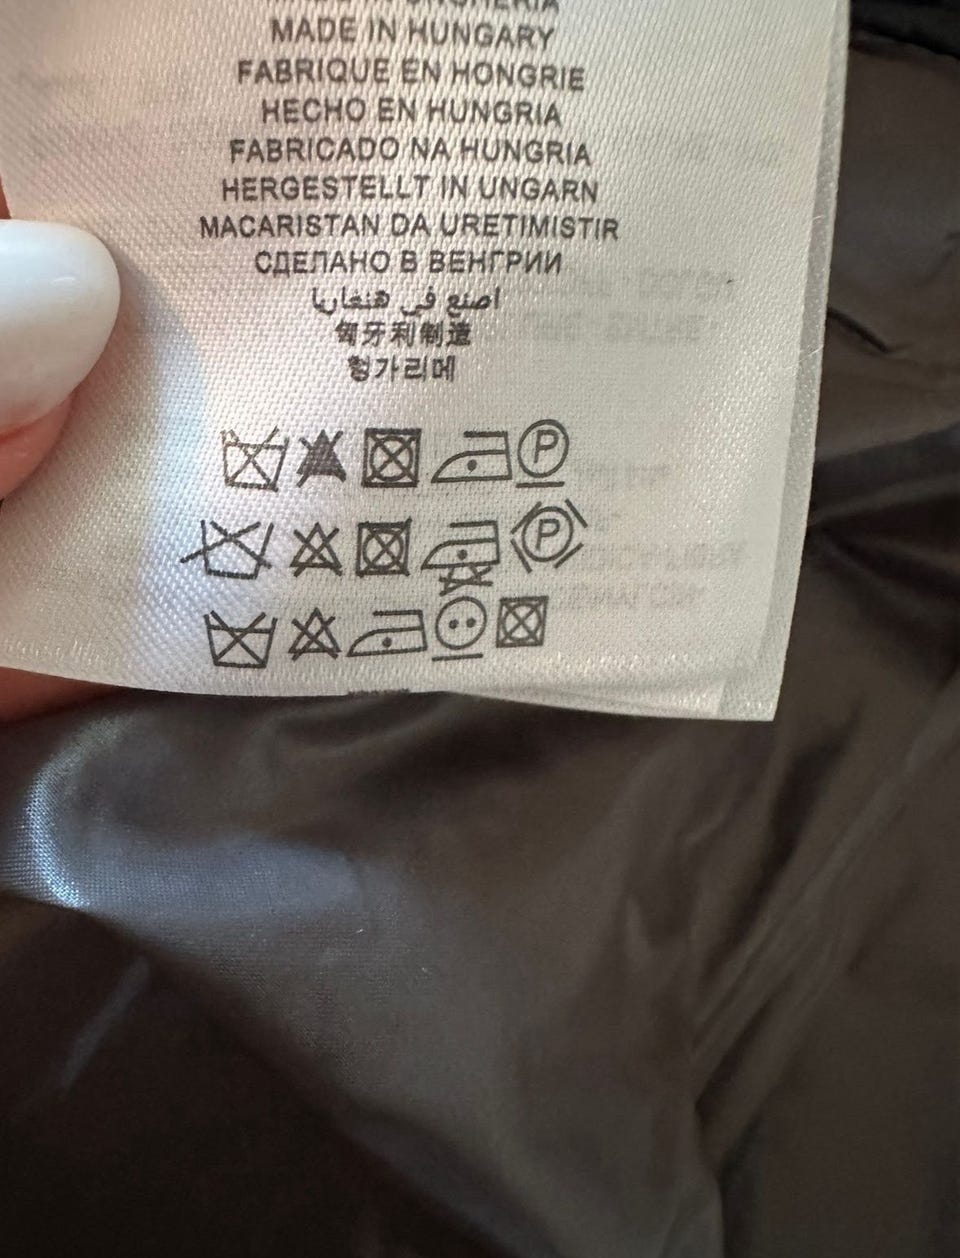 MADE IN HUNGARY
FABRIQUE EN HONGRIE
HECHO EN HUNGRIA
FABRICADO NA HUNGRIA
HERGESTELLT IN UNGARN
MACARISTAN DA URETIMISTIR
СДЕЛАНО В ВЕНГРИИ
اصنع في هنغاريا
匈牙利制造
헝가리메
P
P